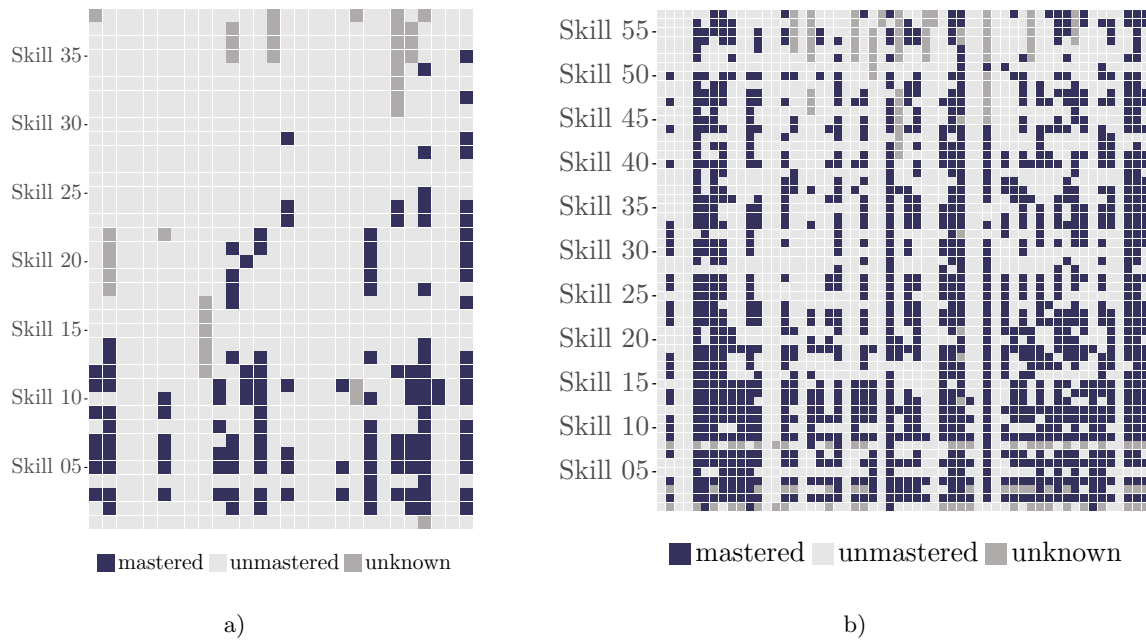 Skill 35
Skill 30
Skill 25
Skill 20
Skill 15
Skill 10
Skill 05
mastered unmastered unknown
a)
Skill 55
Skill 50
Skill 45
Skill 40
Skill 35
Skill 30
Skill 25
Skill 20
Skill 15
Skill 10
Skill 05
mastered unmastered unknown
b)